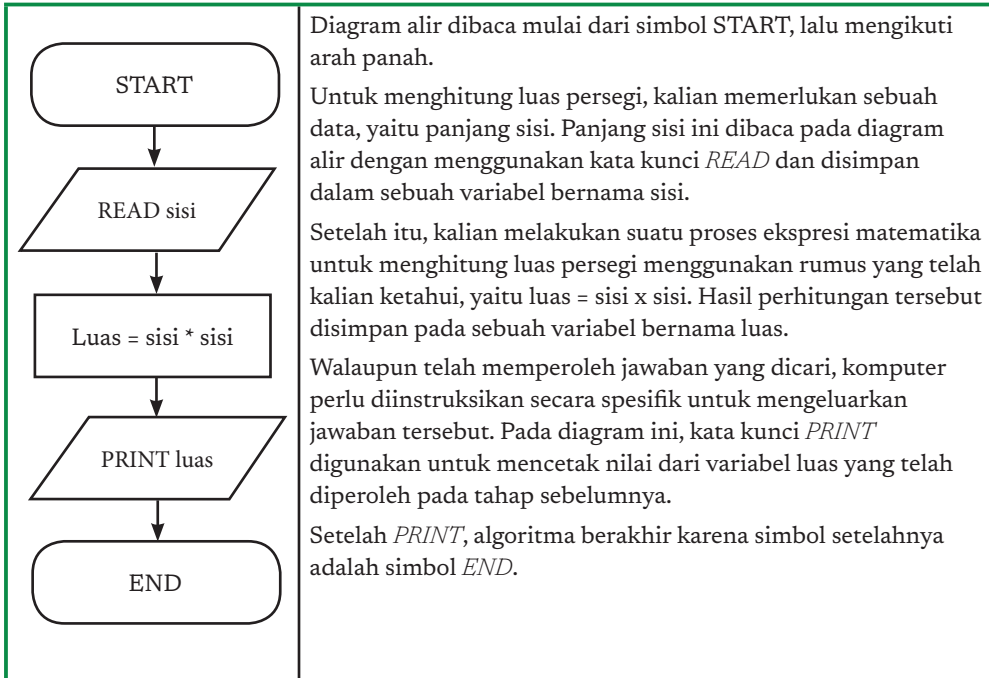 START
READ sisi
Luas = sisi * sisi
PRINT luas
END
Diagram alir dibaca mulai dari simbol START, lalu mengikuti
arah panah.
Untuk menghitung luas persegi, kalian memerlukan sebuah
data, yaitu panjang sisi. Panjang sisi ini dibaca pada diagram
alir dengan menggunakan kata kunci READ dan disimpan
dalam sebuah variabel bernama sisi.
Setelah itu, kalian melakukan suatu proses ekspresi matematika
untuk menghitung luas persegi menggunakan rumus yang telah
kalian ketahui, yaitu luas = sisi x sisi. Hasil perhitungan tersebut
disimpan pada sebuah variabel bernama luas.
Walaupun telah memperoleh jawaban yang dicari, komputer
perlu diinstruksikan secara spesifik untuk mengeluarkan
jawaban tersebut. Pada diagram ini, kata kunci PRINT
digunakan untuk mencetak nilai dari variabel luas yang telah
diperoleh pada tahap sebelumnya.
Setelah PRINT, algoritma berakhir karena simbol setelahnya
adalah simbol END.